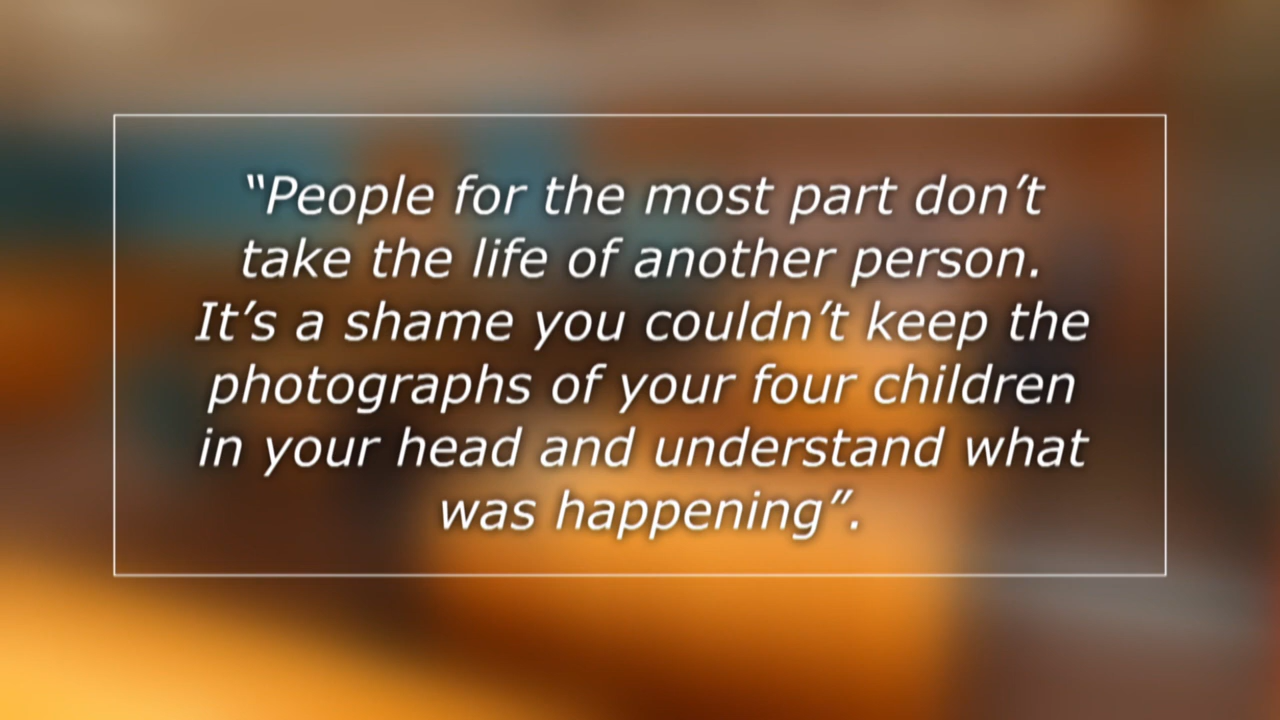 “People for the most part don’t
take the life of another person.
It’s a shame you couldn’t keep the
photographs of your four children
in your head and understand what
was happening”.